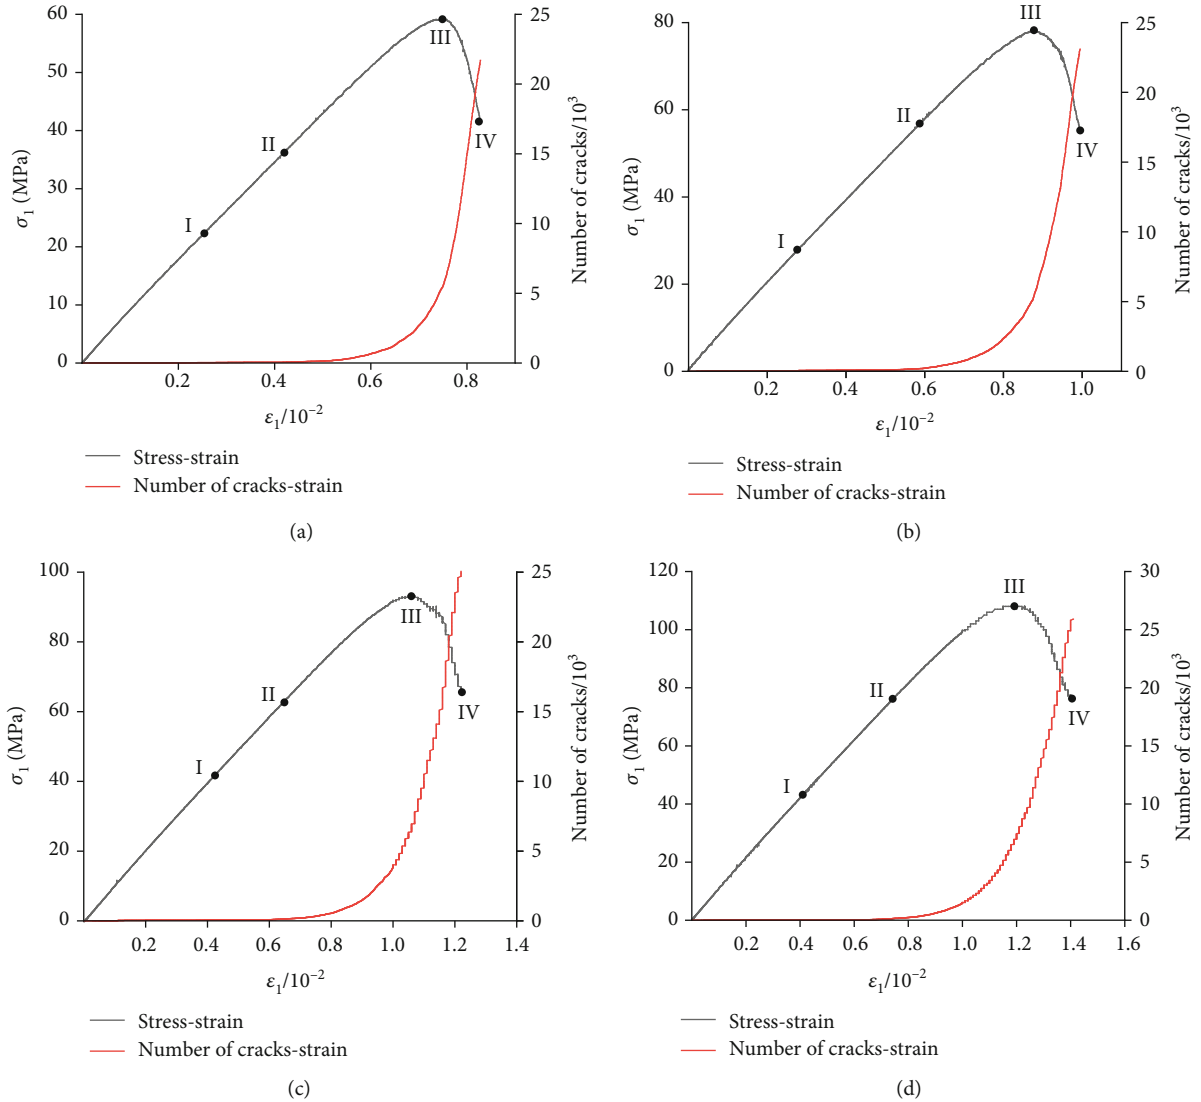 60
50
40
30
20
10
0
σ1 (MPa)
I
II
III
IV
25
20
15
10
5
0
Number of cracks/10³
0.2
0.4
0.6
0.8
ε1/10⁻²
Stress-strain
Number of cracks-strain
(a)
80
60
40
20
0
σ1 (MPa)
I
II
III
IV
25
20
15
10
5
0
Number of cracks/10³
0.2
0.4
0.6
0.8
1.0
ε1/10⁻²
Stress-strain
Number of cracks-strain
(b)
100
80
60
40
20
0
σ1 (MPa)
I
II
III
IV
25
20
15
10
5
0
Number of cracks/10³
0.2
0.4
0.6
0.8
1.0
1.2
1.4
ε1/10⁻²
Stress-strain
Number of cracks-strain
(c)
120
100
80
60
40
20
0
σ1 (MPa)
I
II
III
IV
30
25
20
15
10
5
0
Number of cracks/10³
0.2
0.4
0.6
0.8
1.0
1.2
1.4
1.6
ε1/10⁻²
Stress-strain
Number of cracks-strain
(d)